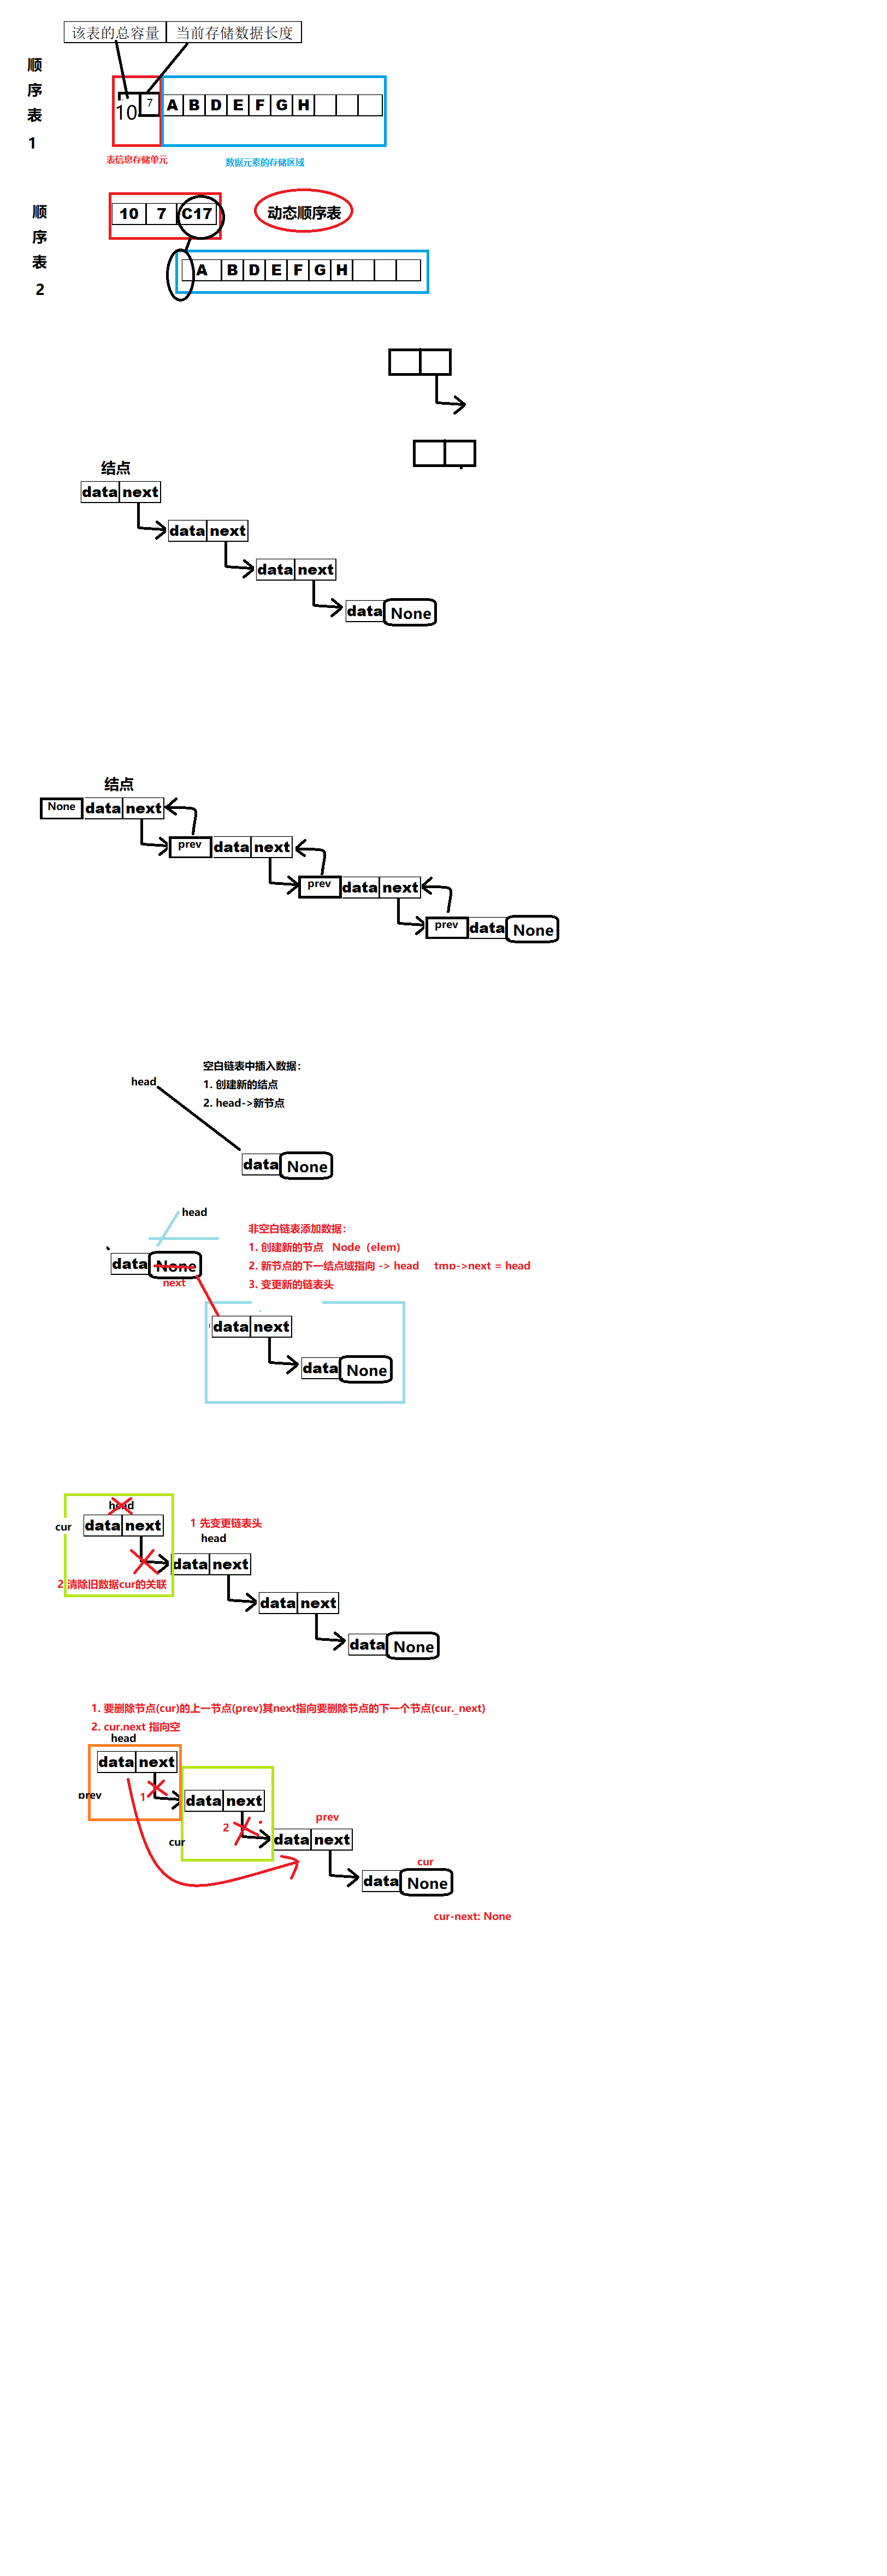 该表的总容量 当前存储数据长度
顺序表1
10 7 A B D E F G H
表信息存储单元 数据元素的存储区域
顺序表2
10 7 C17 动态顺序表
A B D E F G H
结点
data next
data next
data next
data None
结点
None data next
prev data next
prev data next
prev data None
空白链表中插入数据：
head
1. 创建新的结点
2. head->新节点
data None
head
非空白链表添加数据：
1. 创建新的节点 Node（elem）
data None
2. 新节点的下一结点域指向 -> head tmp->next = head
next
3. 变更新的链表头
data next
data None
head
cur
data next
1 先变更链表头
head
data next
2 清除旧数据cur的关联
data next
data None
1. 要删除节点(cur)的上一节点(prev)其next指向要删除节点的下一个节点(cur._next)
2. cur.next 指向空
head
data next
prev
1
data next
prev
2
data next
cur
cur
data None
cur-next: None